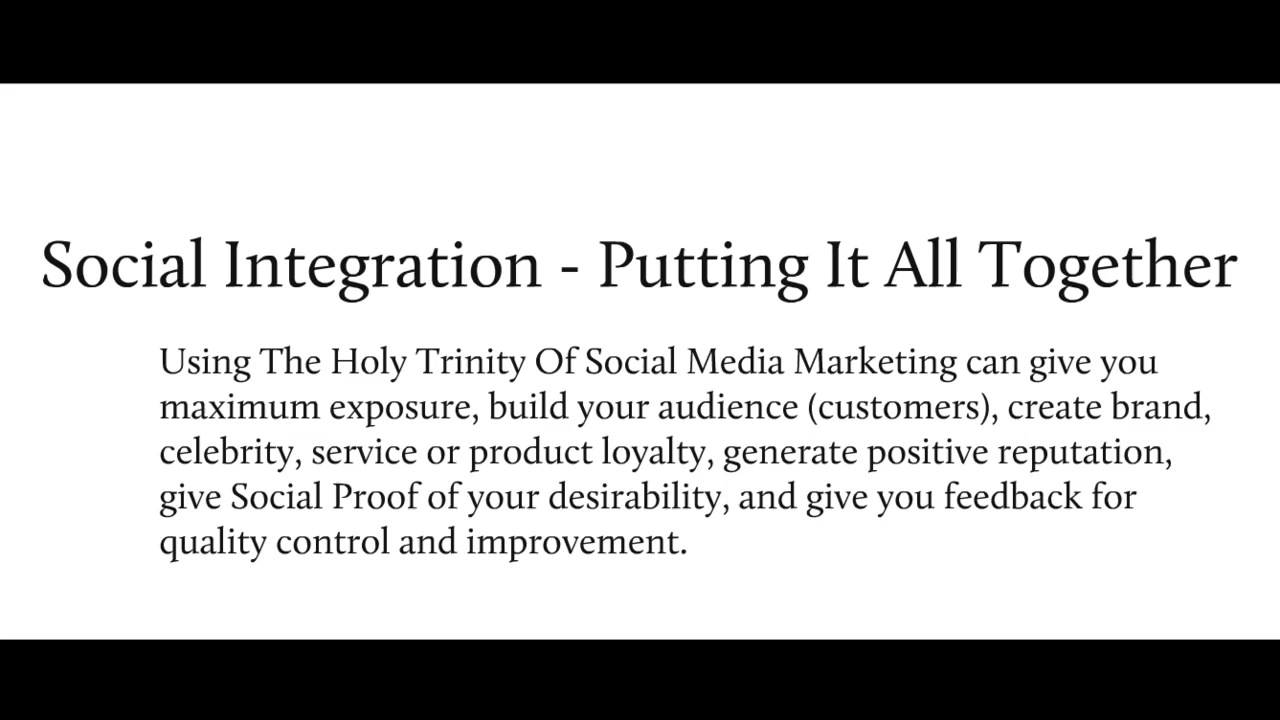 Social Integration - Putting It All Together
Using The Holy Trinity Of Social Media Marketing can give you
maximum exposure, build your audience (customers), create brand,
celebrity, service or product loyalty, generate positive reputation,
give Social Proof of your desirability, and give you feedback for
quality control and improvement.